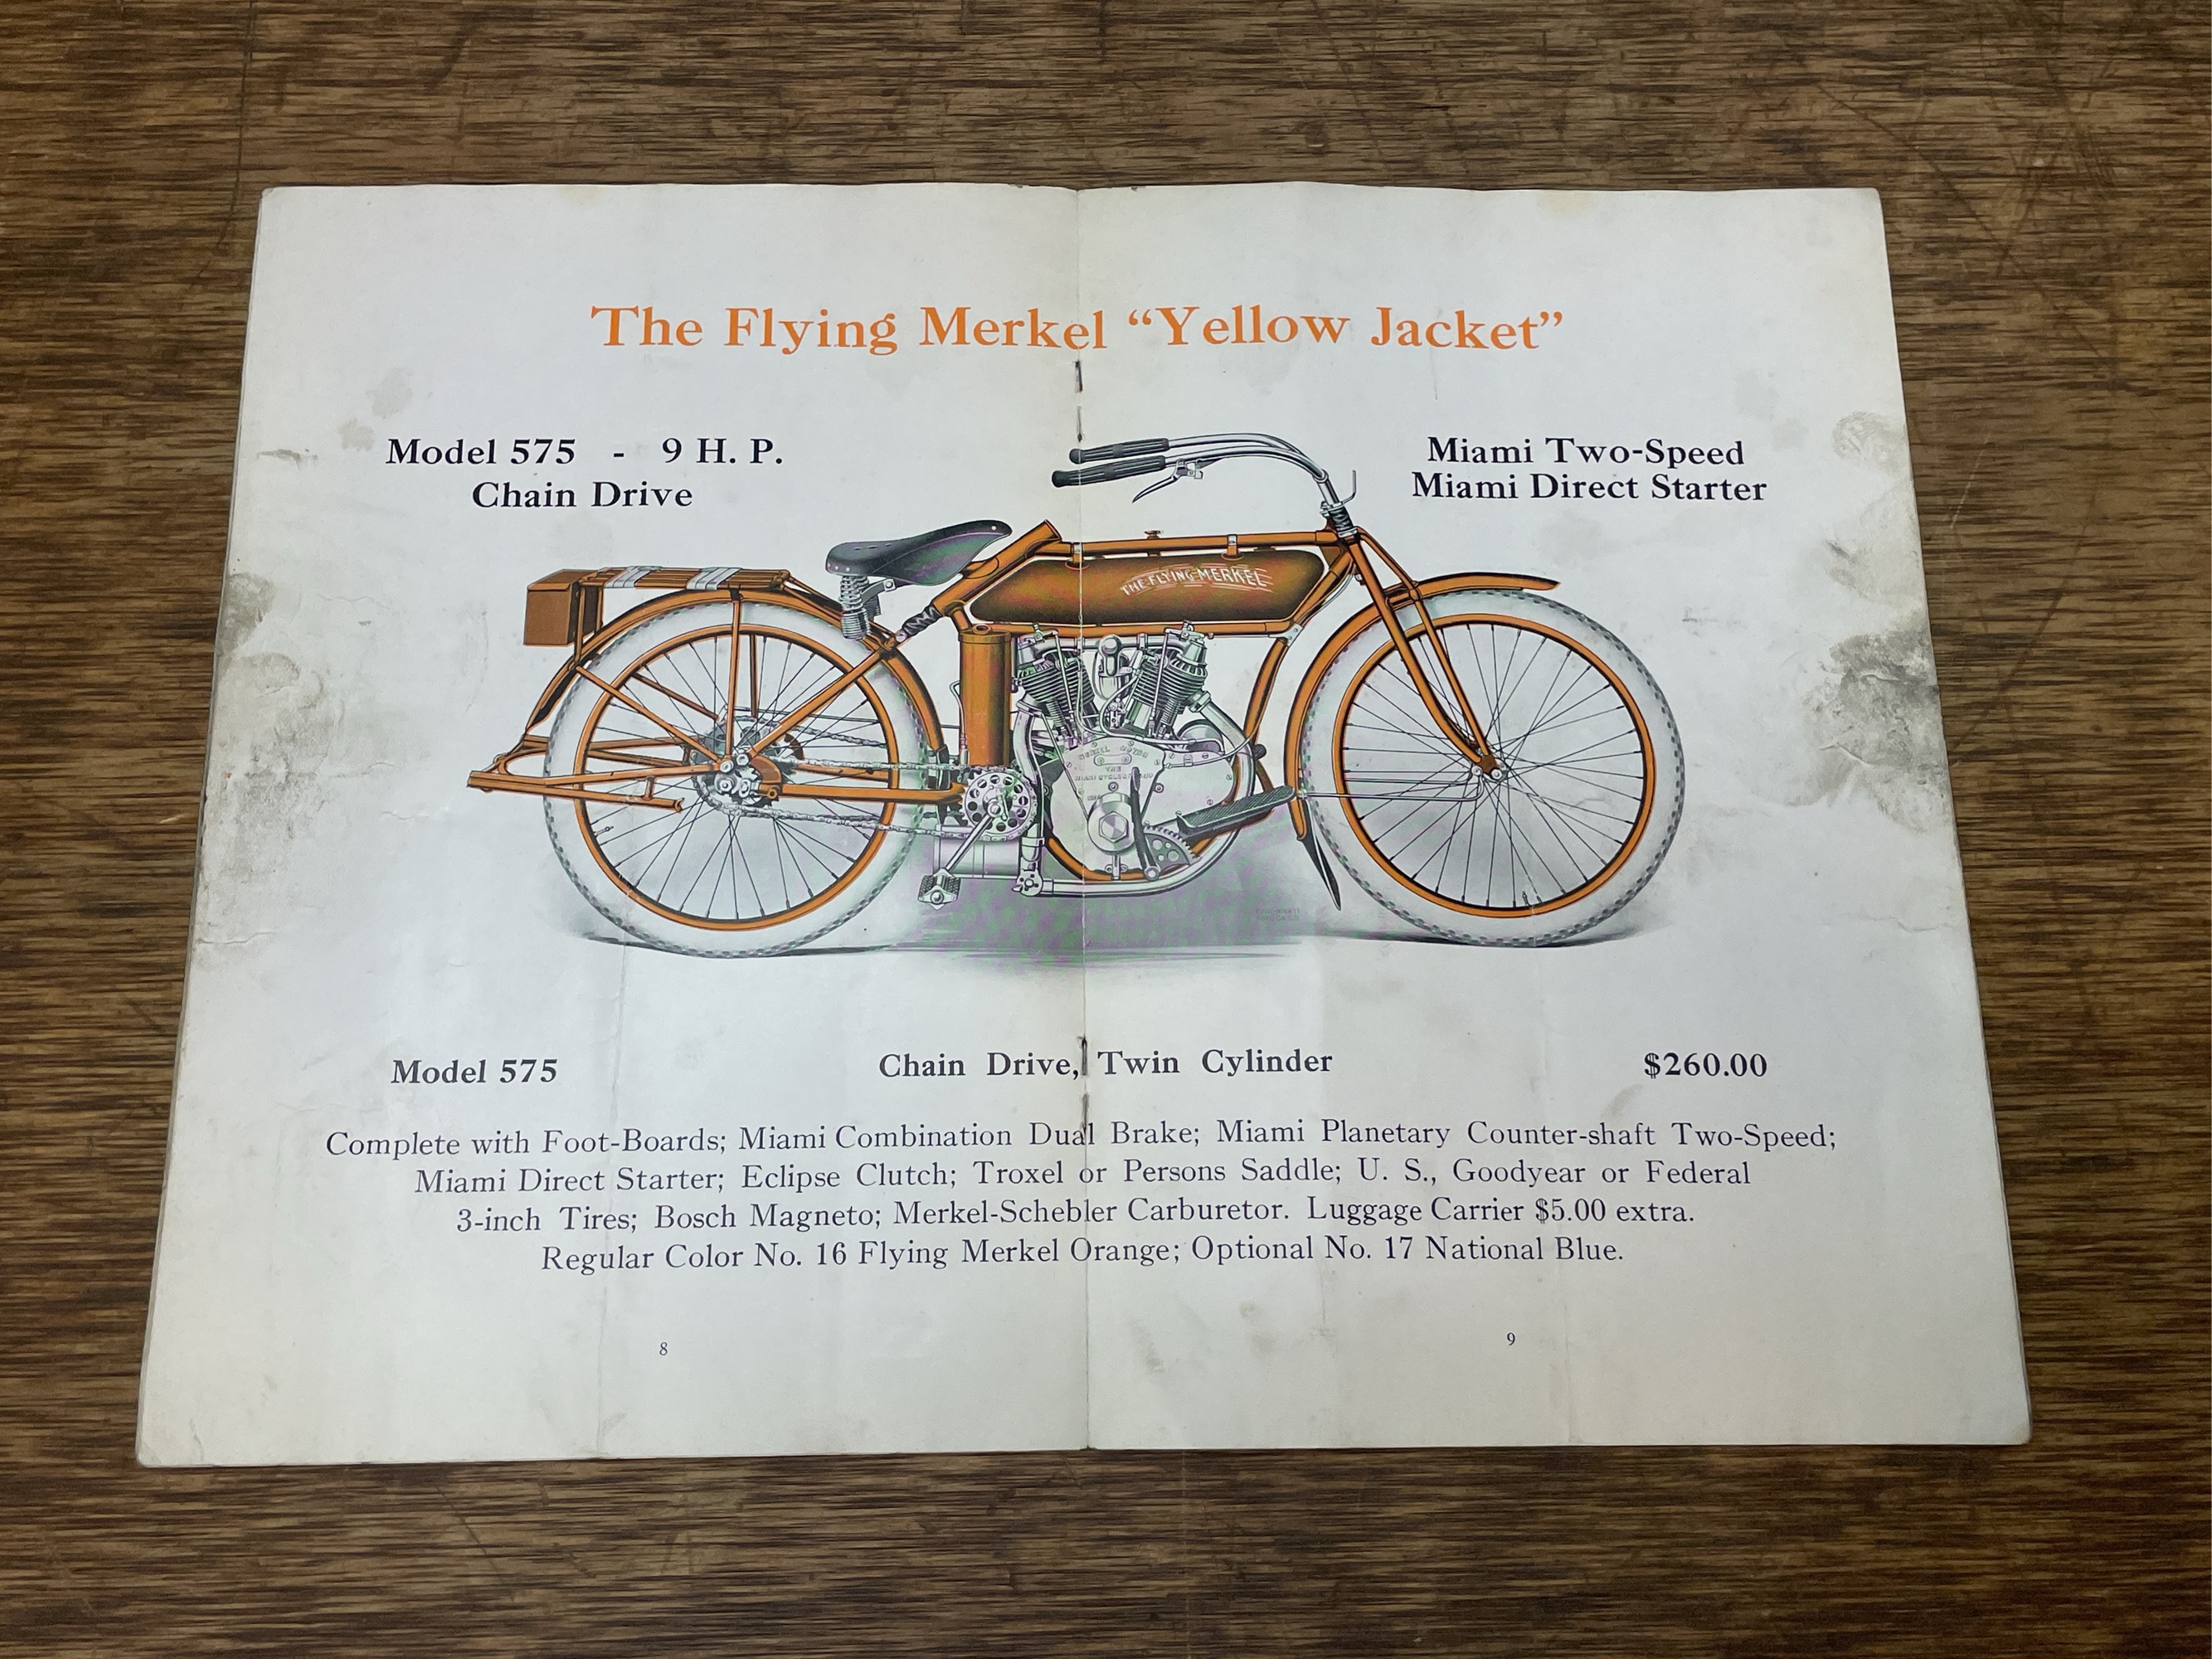 The Flying Merkel “Yellow Jacket”
Model 575 - 9 H. P.
Chain Drive
Miami Two-Speed
Miami Direct Starter
THE FLYING MERKEL
Model 575 Chain Drive, Twin Cylinder $260.00
Complete with Foot-Boards; Miami Combination Dual Brake; Miami Planetary Counter-shaft Two-Speed;
Miami Direct Starter; Eclipse Clutch; Troxel or Persons Saddle; U. S., Goodyear or Federal
3-inch Tires; Bosch Magneto; Merkel-Schebler Carburetor. Luggage Carrier $5.00 extra.
Regular Color No. 16 Flying Merkel Orange; Optional No. 17 National Blue.
8
9